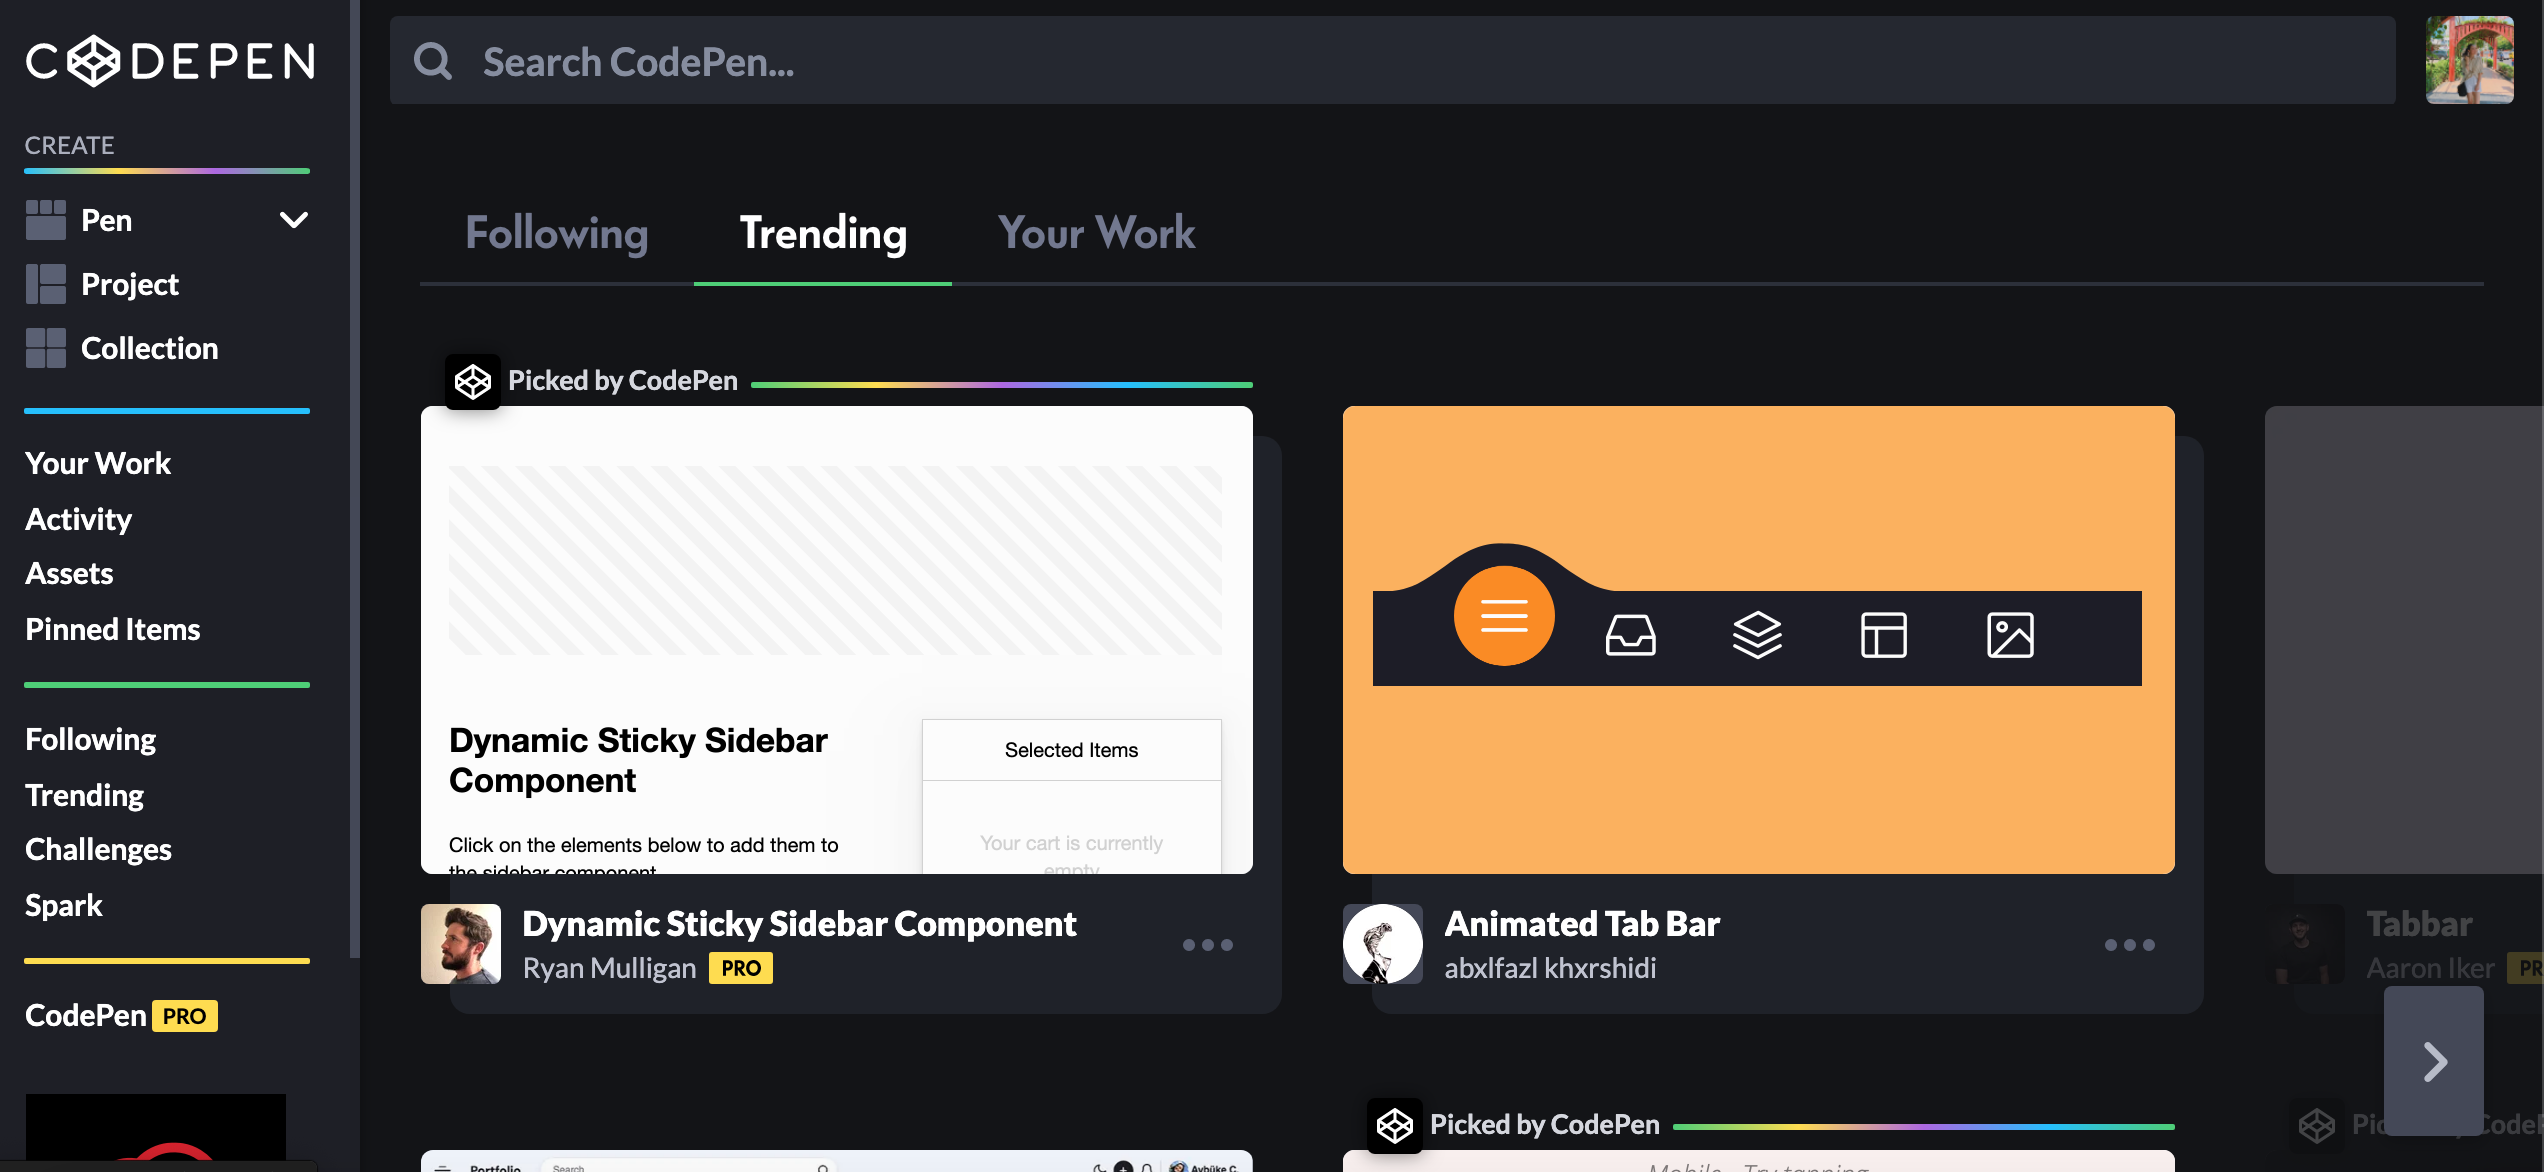 CODEPEN
Search CodePen...
CREATE
Pen
Project
Collection
Your Work
Activity
Assets
Pinned Items
Following
Trending
Challenges
Spark
CodePen PRO
Following Trending Your Work
Picked by CodePen
Dynamic Sticky Sidebar
Component
Click on the elements below to add them to
the sidebar component
Selected Items
Your cart is currently
empty
Dynamic Sticky Sidebar Component
Ryan Mulligan PRO
Animated Tab Bar
abxlfazl khxrshidi
Tabbar
Aaron Iker PR
Portfolio Search Aybüke C.
Picked by CodePen
Mobile - Try tapping